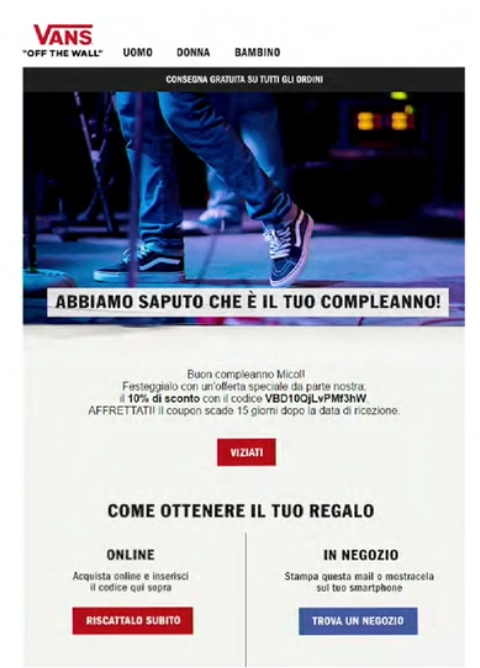 VANS
"OFF THE WALL"
UOMO DONNA BAMBINO
CONSEGNA GRATUITA SU TUTTI GLI ORDINI
ABBIAMO SAPUTO CHE È IL TUO COMPLEANNO!
Buon compleanno Micol!
Festeggialo con un'offerta speciale da parte nostra:
il 10% di sconto con il codice VBD10QjLvPMf3hW.
AFFRETTATI! Il coupon scade 15 giorni dopo la data di ricezione.
VIZIATI
COME OTTENERE IL TUO REGALO
ONLINE
Acquista online e inserisci
il codice qui sopra
RISCATTALO SUBITO
IN NEGOZIO
Stampa questa mail o mostracela
sul tuo smartphone
TROVA UN NEGOZIO